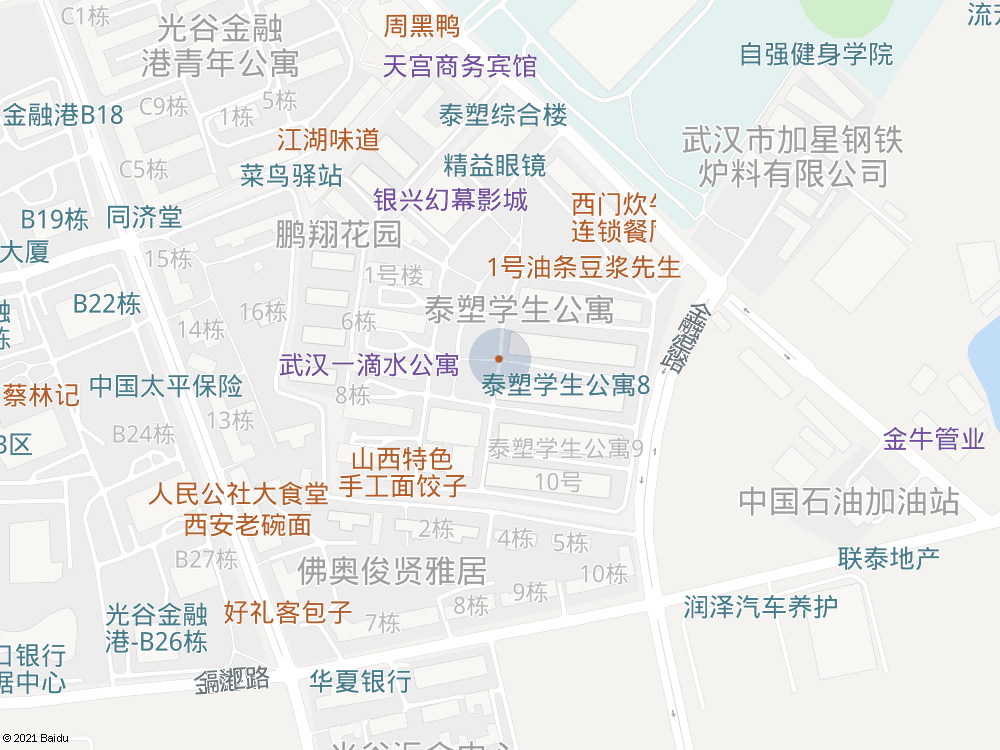 C1栋
光谷金融
港青年公寓
周黑鸭
天宫商务宾馆
自强健身学院
金融港B18
C9栋
5栋
1栋
泰塑综合楼
江湖味道
武汉市加星钢铁
炉料有限公司
C5栋
菜鸟驿站
精益眼镜
银兴幻幕影城
西门炊
连锁餐
B19栋
同济堂
鹏翔花园
大厦
15栋
1号楼
1号油条豆浆先生
B22栋
16栋
14栋
6栋
泰塑学生公寓
金融港路
武汉一滴水公寓
泰塑学生公寓8
中国太平保险
蔡林记
8栋
13栋
B24栋
B区
泰塑学生公寓9
金牛管业
山西特色
手工面饺子
10号
人民公社大食堂
西安老碗面
中国石油加油站
2栋
4栋
5栋
B27栋
佛奥俊贤雅居
10栋
联泰地产
光谷金融
港-B26栋
好礼客包子
7栋
8栋
9栋
润泽汽车养护
银行
据中心
华夏银行
© 2021 Baidu